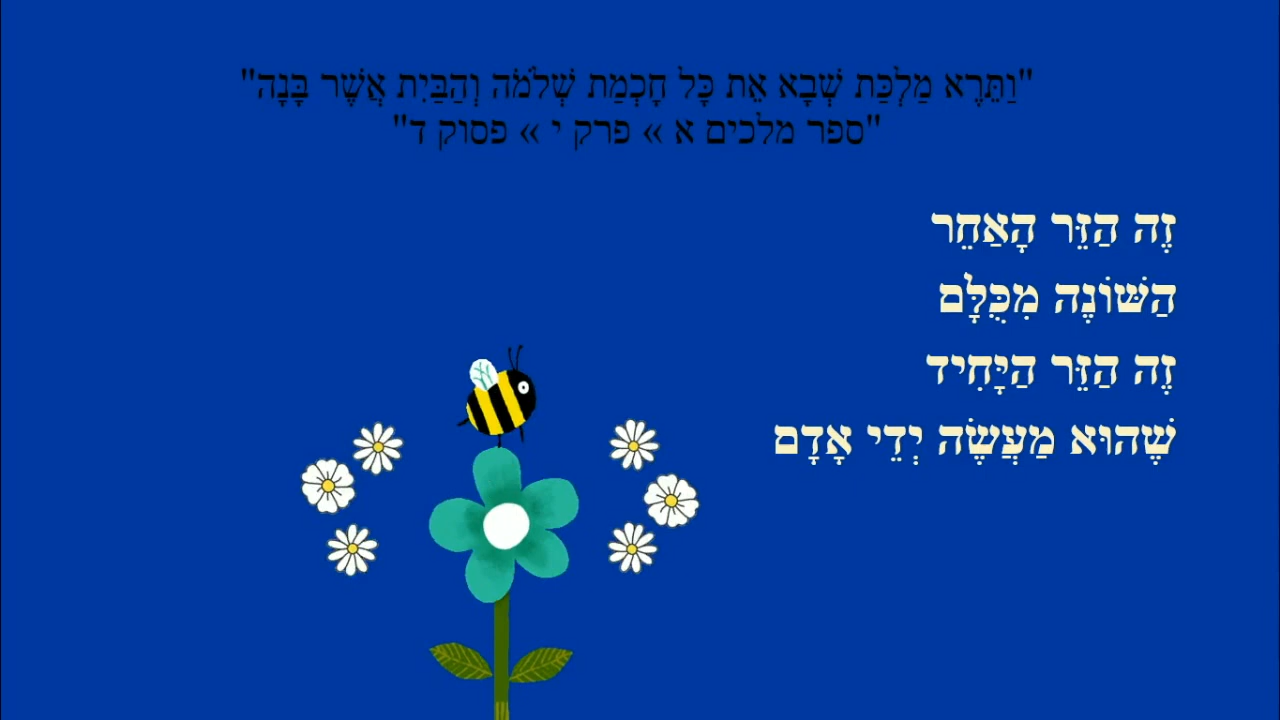 "וַתֵּרֶא מַלְכַּת שְׁבָא אֵת כָּל חָכְמַת שְׁלֹמֹה וְהַבַּיִת אֲשֶׁר בָּנָה"
"ספר מלכים א » פרק י » פסוק ד"
זֶה הַזֵּר הָאַחֵר
הַשּׁוֹנֶה מִכֻּלָּם
זֶה הַזֵּר הַיָּחִיד
שֶׁהוּא מַעֲשֶׂה יְדֵי אָדָם